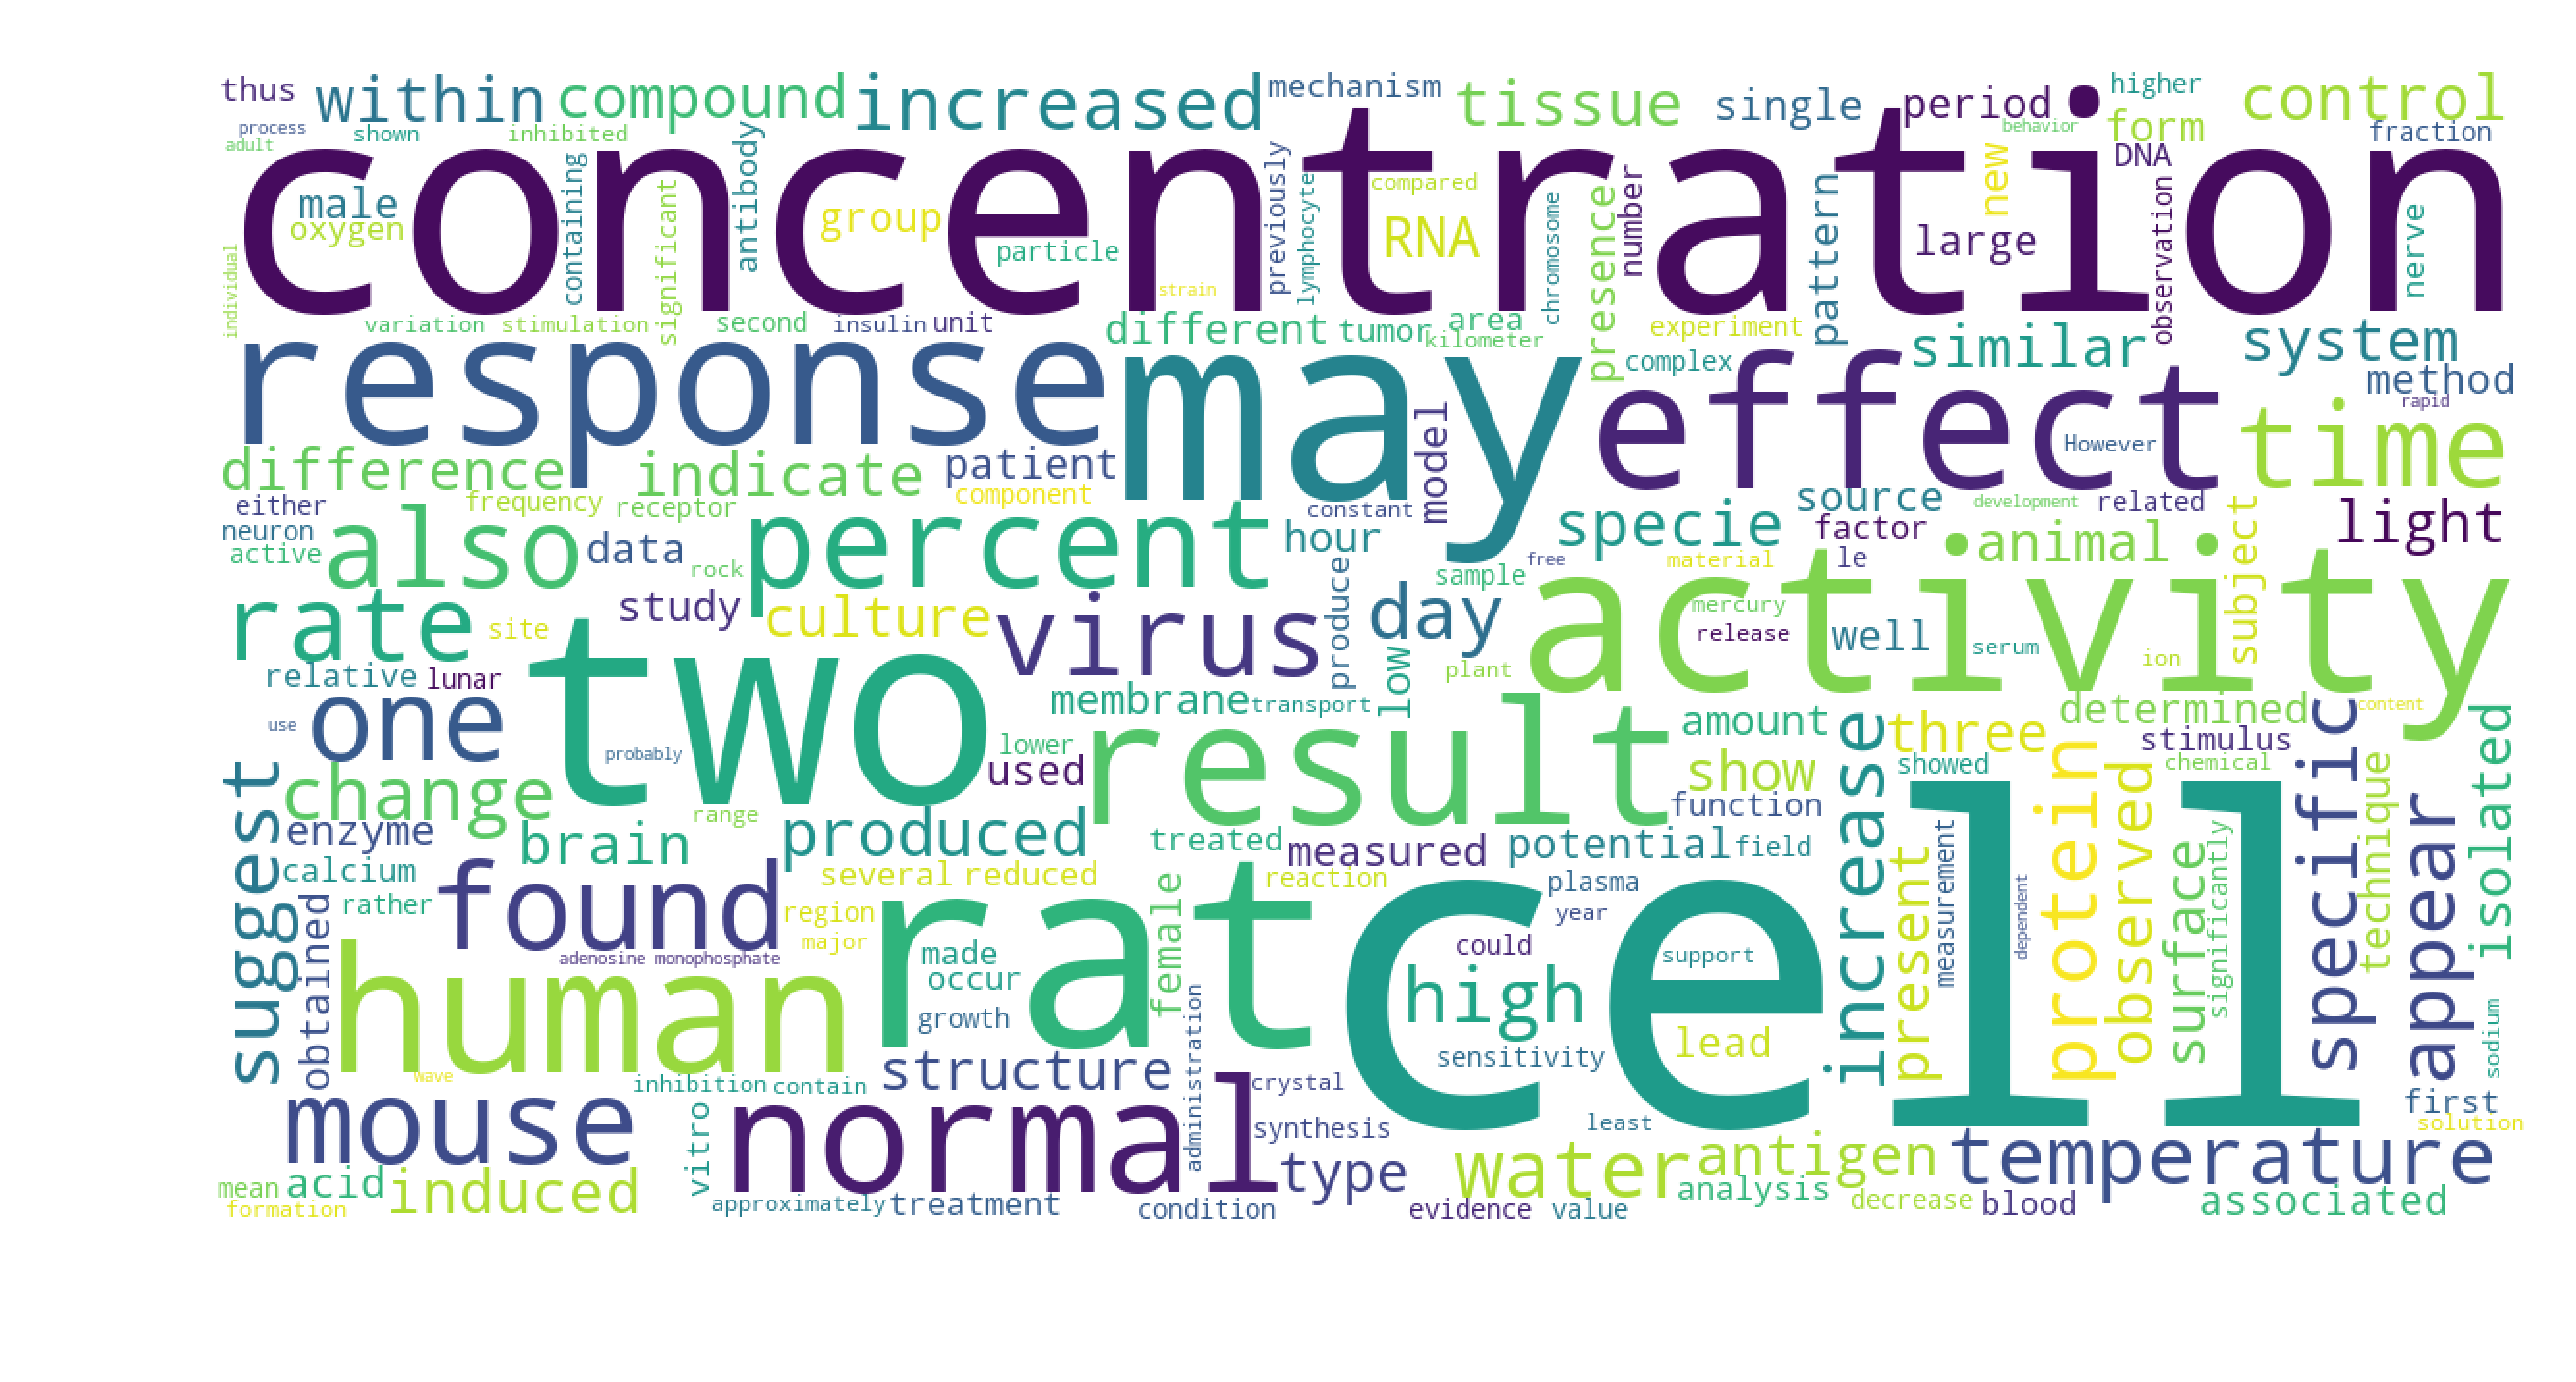 thus within compound increased mechanism tissue single period higher control
process shown inhibited behavior form fraction
adult DNA
concentration
male containing antibody group compared previously number new large observation nerve
oxygen significant particle lymphocyte RNA chromosome presence pattern
individual strain
variation stimulation second insulin unit different tumor area kilometer experiment similar system
response may complex effect method
rapid
difference indicate patient model However time
either frequency receptor component constant source development related subject light
neuron also data percent hour specie factor animal
active rock sample free material le
rate study culture virus produce day activity mercury well
site release serum ion
relative lunar two membrane transport low plant determined content
use one probably lower result amount increase three stimulus specific isolated
suggest change used show showed protein observed chemical technique appear
enzyme brain range produced function
calcium treated measured potential field measurement surface significantly
obtained rather found several reduced reaction plasma present dependent
region female year
major rat cell
adenosine monophosphate made could support
human occur high
growth lead sodium
structure administration sensitivity
wave inhibition contain crystal
mouse vitro normal synthesis least first
solution
mean acid induced type water antigen temperature
formation approximately treatment condition evidence value analysis decrease blood associated